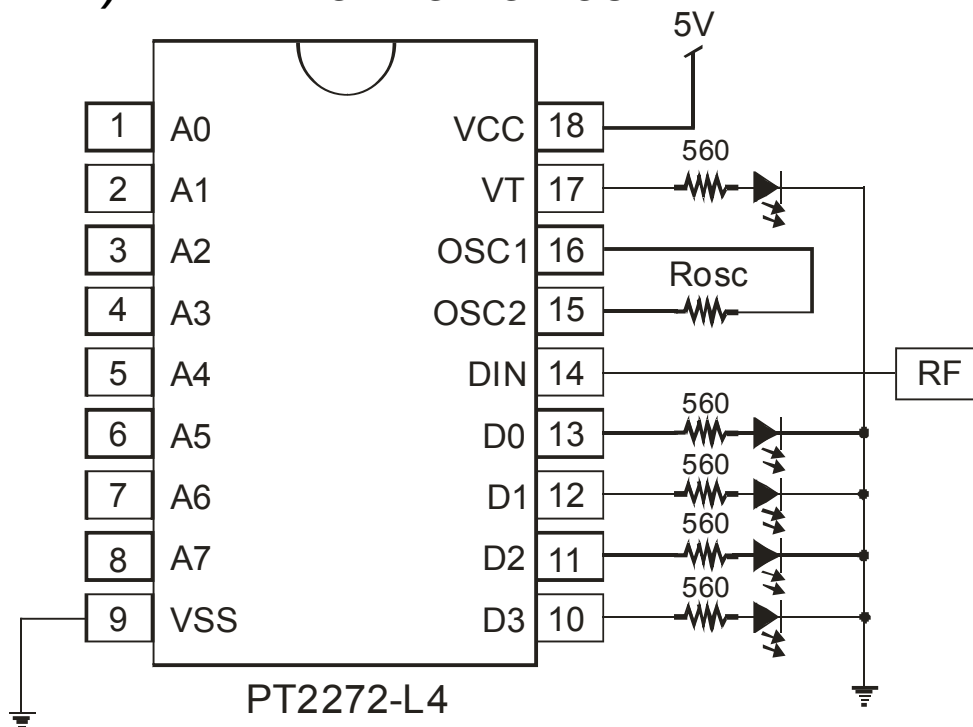 5V
1 A0 VCC 18
560
2 A1 VT 17
3 A2 OSC1 16
Rosc
4 A3 OSC2 15
5 A4 DIN 14 RF
560
6 A5 D0 13
560
7 A6 D1 12
560
8 A7 D2 11
560
9 VSS D3 10
PT2272-L4